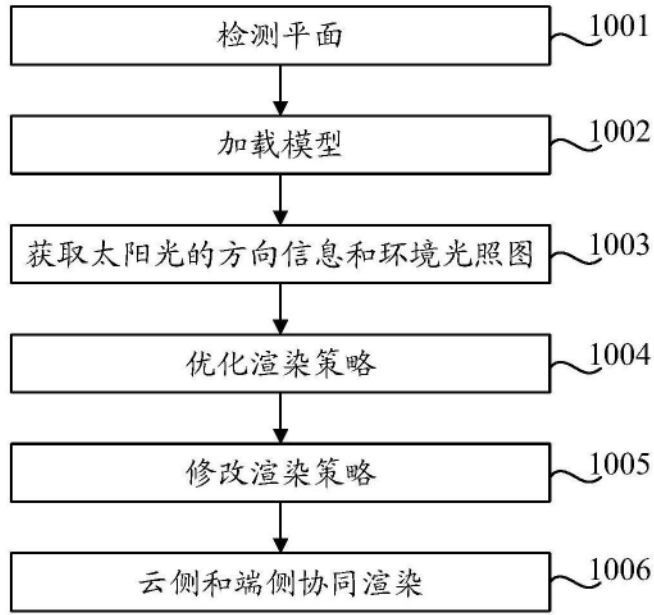 检测平面 1001
加载模型 1002
获取太阳光的方向信息和环境光照图 1003
优化渲染策略 1004
修改渲染策略 1005
云侧和端侧协同渲染 1006